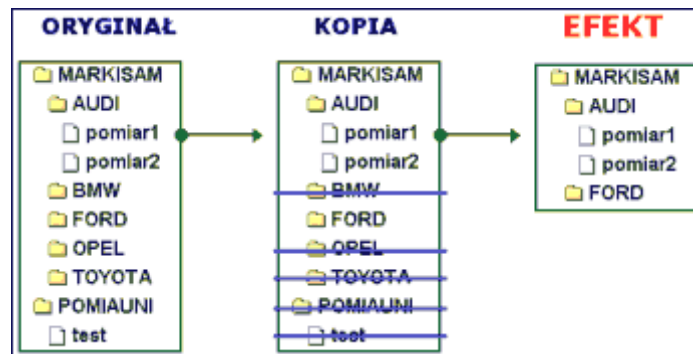 ORYGINAŁ
MARKISAM
AUDI
pomiar1
pomiar2
BMW
FORD
OPEL
TOYOTA
POMIAUNI
test
KOPIA
MARKISAM
AUDI
pomiar1
pomiar2
BMW
FORD
OPEL
TOYOTA
POMIAUNI
test
EFEKT
MARKISAM
AUDI
pomiar1
pomiar2
FORD